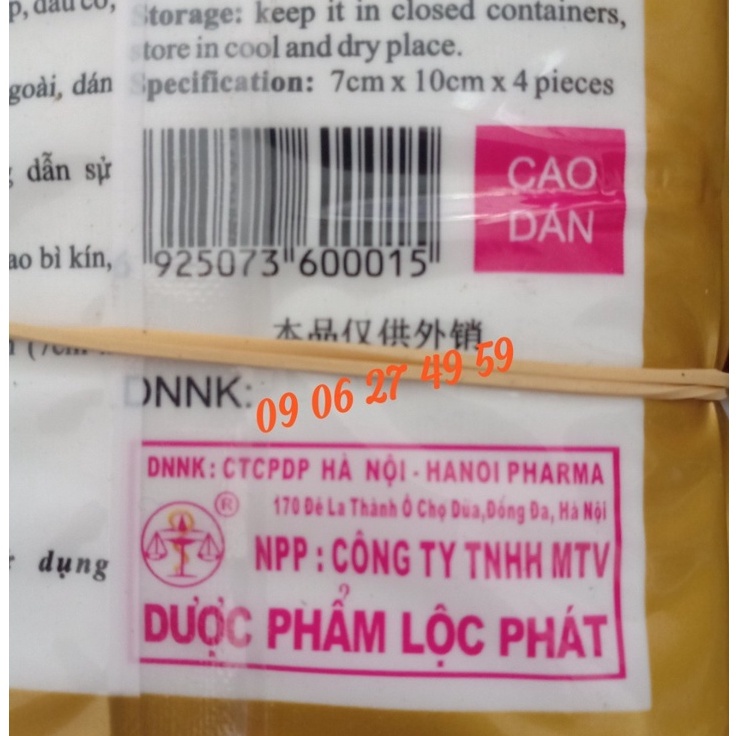 p, dầu cỏ,
goài, dán
dẫn sử
ao bì kín,
dụng
Storage: keep it in closed containers,
store in cool and dry place.
Specification: 7cm x 10cm x 4 pieces
6 925073 600015
CAO
DÁN
本品仅供外销
DNNK:
09 06 27 49 59
DNNK: CTCPDP HÀ NỘI - HANOI PHARMA
®
170 Đê La Thành Ô Chợ Dừa, Đống Đa, Hà Nội
NPP : CÔNG TY TNHH MTV
DƯỢC PHẨM LỘC PHÁT